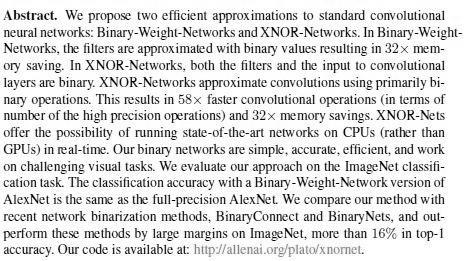 Abstract. We propose two efficient approximations to standard convolutional
neural networks: Binary-Weight-Networks and XNOR-Networks. In Binary-Weight-
Networks, the filters are approximated with binary values resulting in 32× mem-
ory saving. In XNOR-Networks, both the filters and the input to convolutional
layers are binary. XNOR-Networks approximate convolutions using primarily bi-
nary operations. This results in 58× faster convolutional operations (in terms of
number of the high precision operations) and 32× memory savings. XNOR-Nets
offer the possibility of running state-of-the-art networks on CPUs (rather than
GPUs) in real-time. Our binary networks are simple, accurate, efficient, and work
on challenging visual tasks. We evaluate our approach on the ImageNet classifi-
cation task. The classification accuracy with a Binary-Weight-Network version of
AlexNet is the same as the full-precision AlexNet. We compare our method with
recent network binarization methods, BinaryConnect and BinaryNets, and out-
perform these methods by large margins on ImageNet, more than 16% in top-1
accuracy. Our code is available at: http://allenai.org/plato/xnornet.